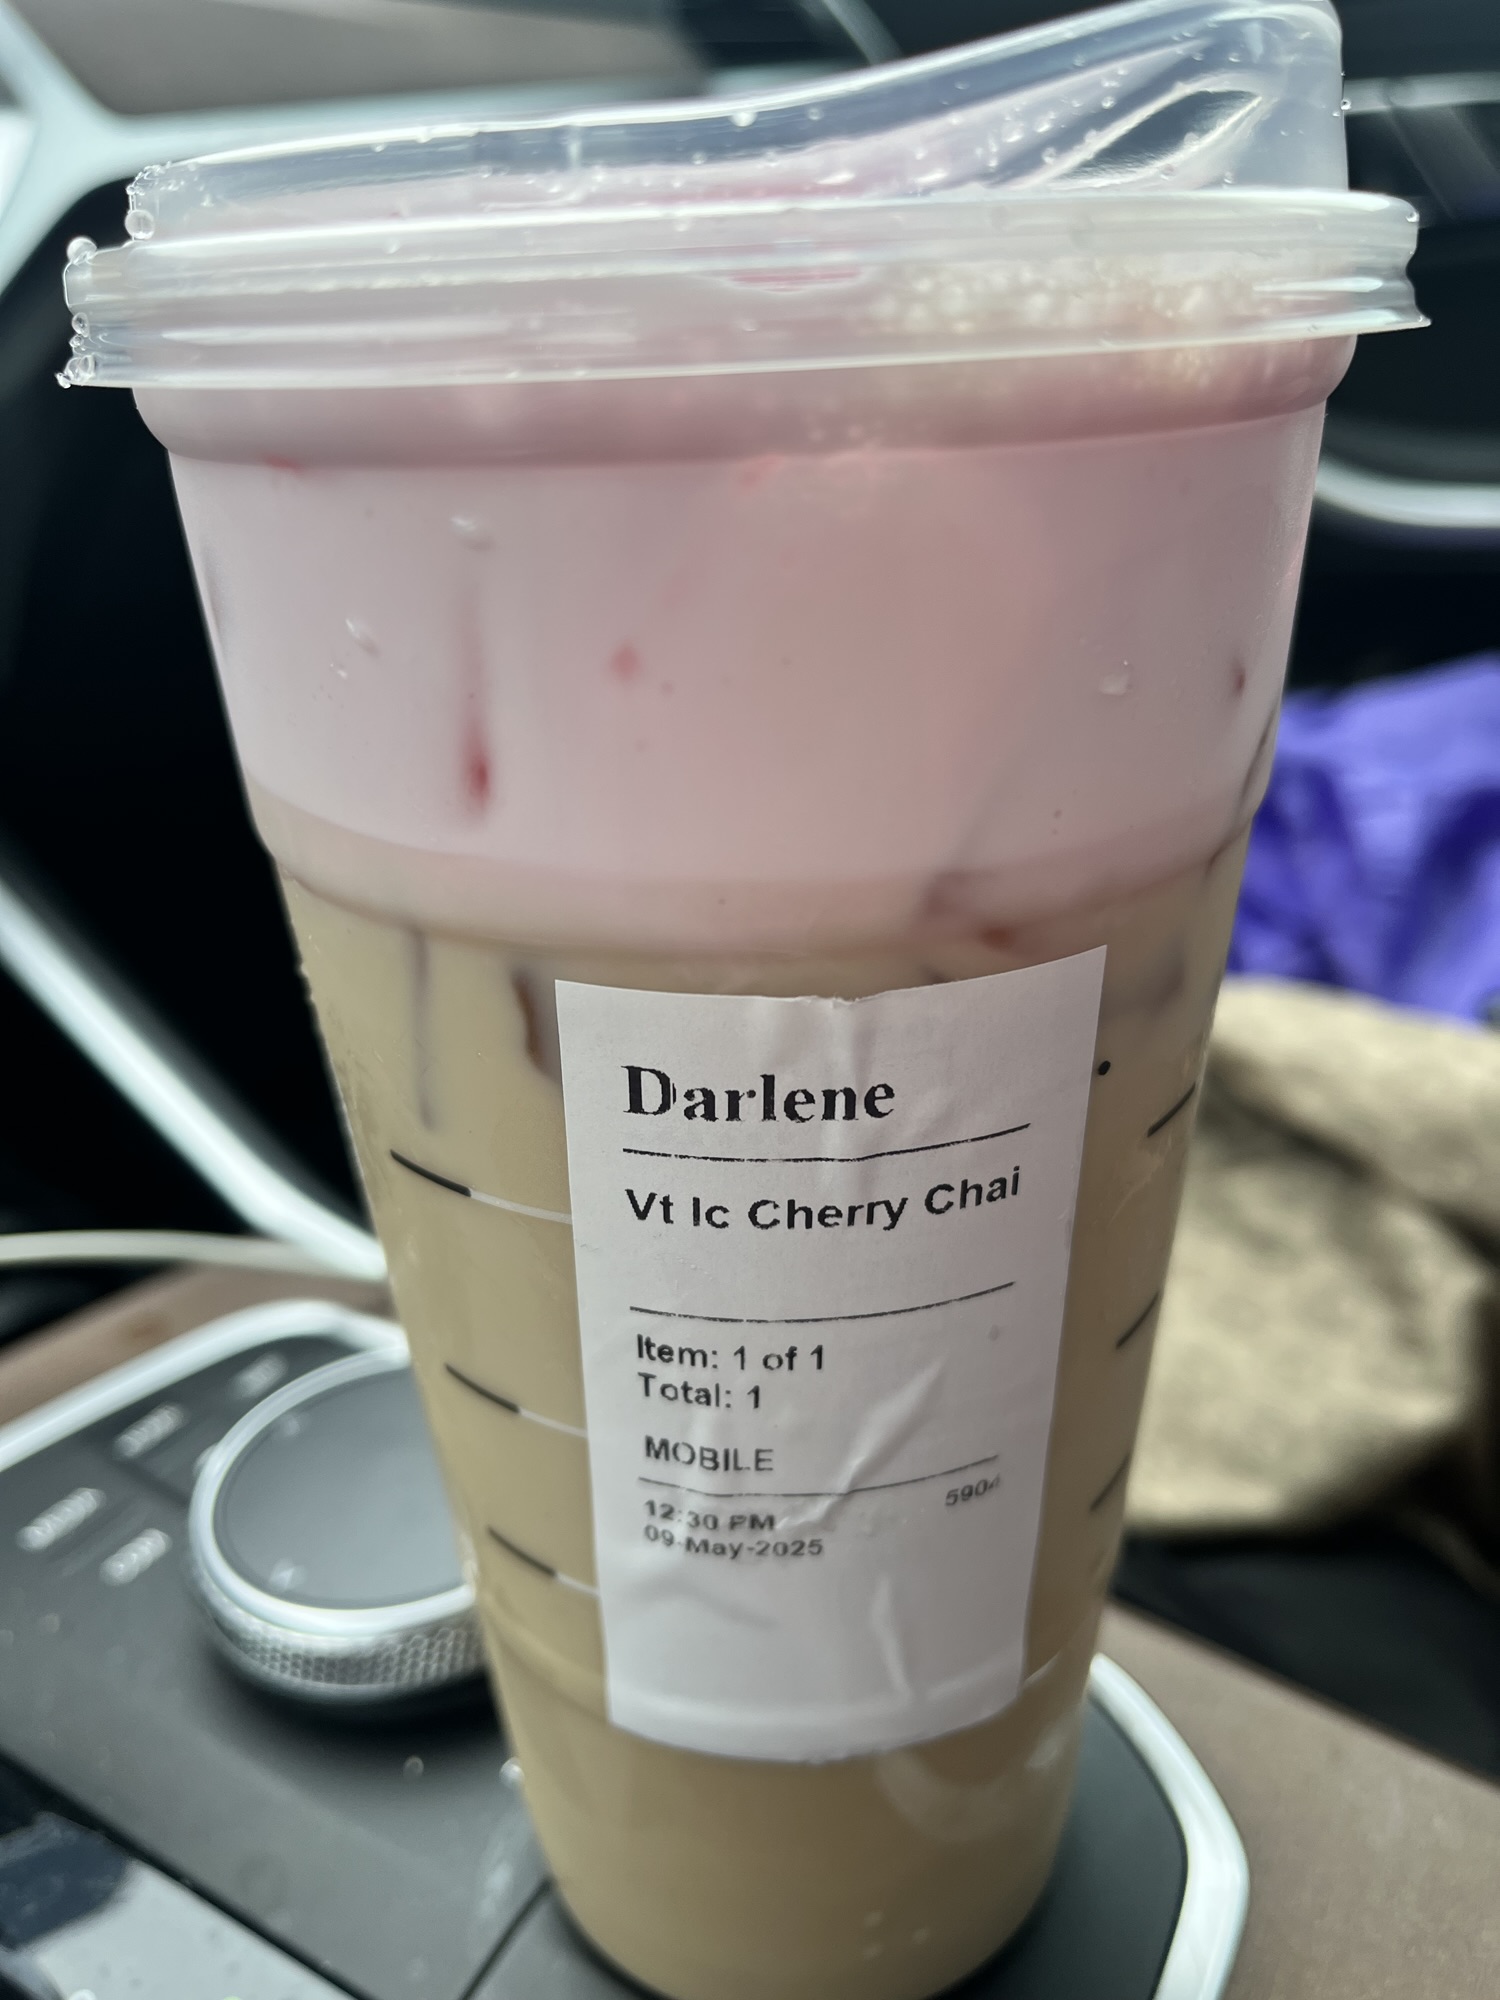 Darlene
Vt Ic Cherry Chai
Item: 1 of 1
Total: 1
MOBILE
12:30 PM
09-May-2025